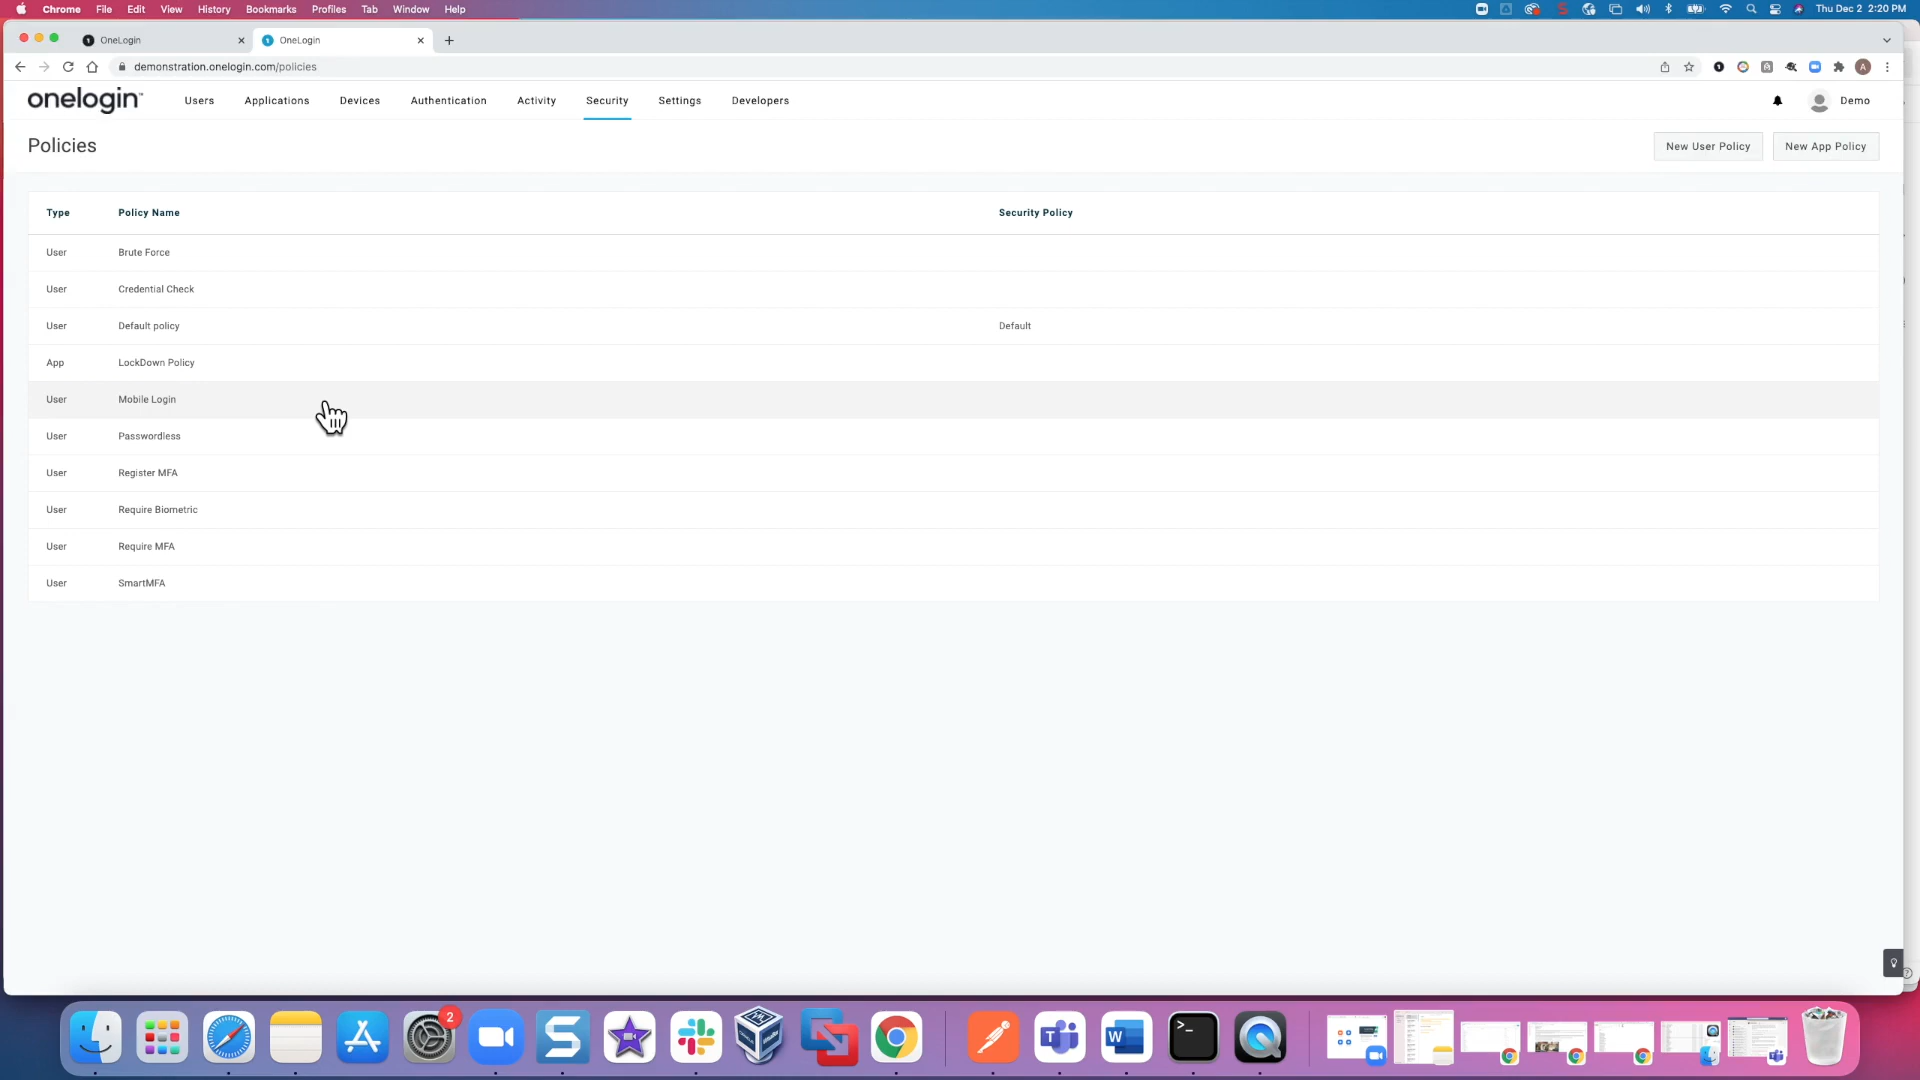 Chrome File Edit View History Bookmarks Profiles Tab Window Help Thu Dec 2 2:20 PM
OneLogin OneLogin
demonstration.onelogin.com/policies A
onelogin Users Applications Devices Authentication Activity Security Settings Developers Demo
Policies New User Policy New App Policy
Type Policy Name Security Policy
User Brute Force
User Credential Check
User Default policy Default
App LockDown Policy
User Mobile Login
User Passwordless
User Register MFA
User Require Biometric
User Require MFA
User SmartMFA
2